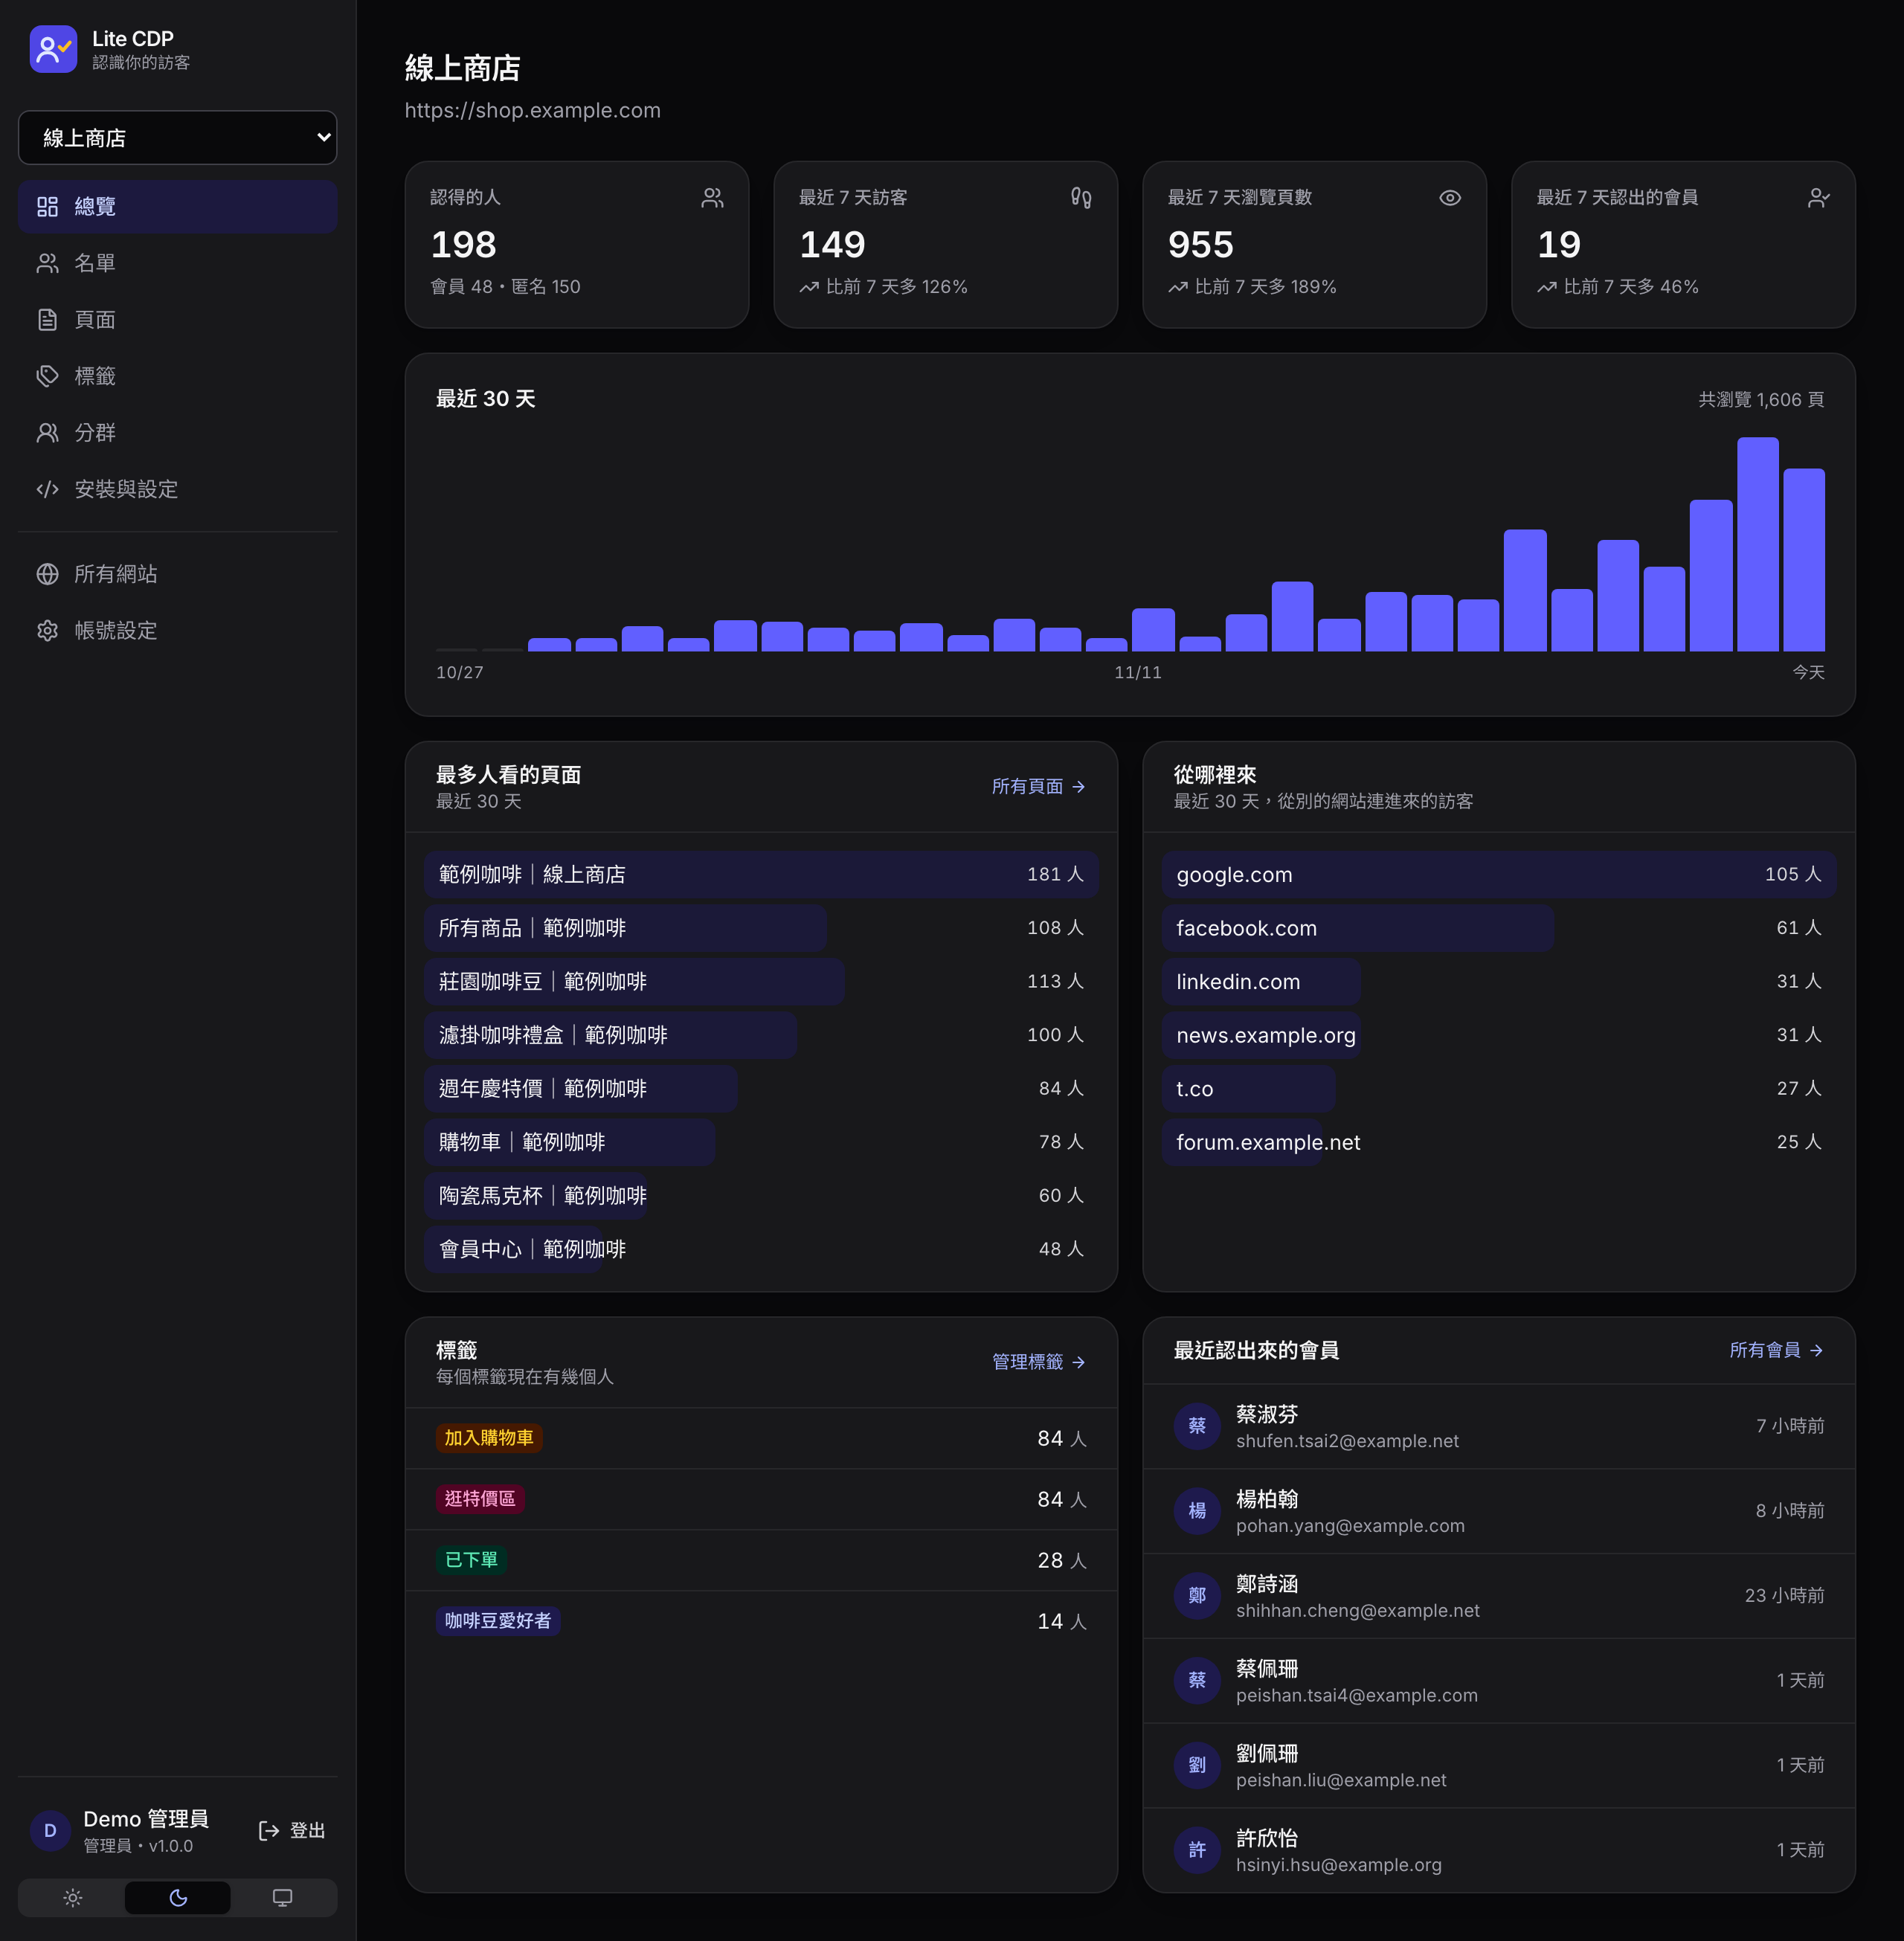 Lite CDP
認識你的訪客
線上商店
總覽
名單
頁面
標籤
分群
安裝與設定
所有網站
帳號設定
Demo 管理員
管理員・v1.0.0
登出
線上商店
https://shop.example.com
認得的人
198
會員 48・匿名 150
最近 7 天訪客
149
比前 7 天多 126%
最近 7 天瀏覽頁數
955
比前 7 天多 189%
最近 7 天認出的會員
19
比前 7 天多 46%
最近 30 天
共瀏覽 1,606 頁
10/27
11/11
今天
最多人看的頁面
最近 30 天
所有頁面 →
範例咖啡｜線上商店 181 人
所有商品｜範例咖啡 108 人
莊園咖啡豆｜範例咖啡 113 人
濾掛咖啡禮盒｜範例咖啡 100 人
週年慶特價｜範例咖啡 84 人
購物車｜範例咖啡 78 人
陶瓷馬克杯｜範例咖啡 60 人
會員中心｜範例咖啡 48 人
從哪裡來
最近 30 天，從別的網站連進來的訪客
google.com 105 人
facebook.com 61 人
linkedin.com 31 人
news.example.org 31 人
t.co 27 人
forum.example.net 25 人
標籤
每個標籤現在有幾個人
管理標籤 →
加入購物車 84 人
逛特價區 84 人
已下單 28 人
咖啡豆愛好者 14 人
最近認出來的會員
所有會員 →
蔡
蔡淑芬
shufen.tsai2@example.net
7 小時前
楊
楊柏翰
pohan.yang@example.com
8 小時前
鄭
鄭詩涵
shihhan.cheng@example.net
23 小時前
蔡
蔡佩珊
peishan.tsai4@example.com
1 天前
劉
劉佩珊
peishan.liu@example.net
1 天前
許
許欣怡
hsinyi.hsu@example.org
1 天前
D